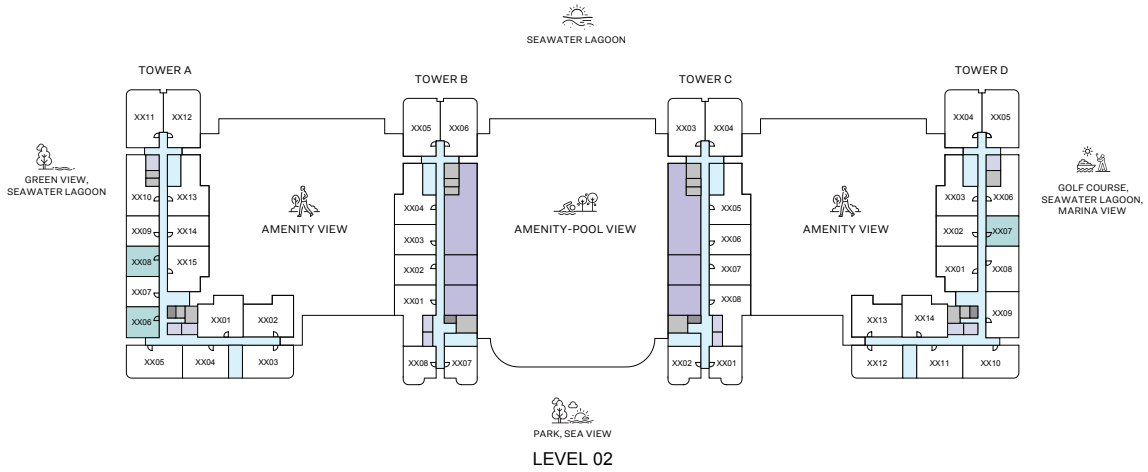 SEAWATER LAGOON
TOWER A
TOWER B
TOWER C
TOWER D
XX11
XX12
XX05
XX06
XX03
XX04
XX04
XX05
GREEN VIEW,
SEAWATER LAGOON
GOLF COURSE,
SEAWATER LAGOON,
MARINA VIEW
XX10
XX13
XX04
XX05
XX03
XX06
AMENITY VIEW
AMENITY-POOL VIEW
AMENITY VIEW
XX09
XX14
XX03
XX06
XX02
XX07
XX08
XX15
XX02
XX07
XX01
XX08
XX07
XX01
XX08
XX06
XX01
XX02
XX13
XX14
XX09
XX05
XX04
XX03
XX08
XX07
XX02
XX01
XX12
XX11
XX10
PARK, SEA VIEW
LEVEL 02